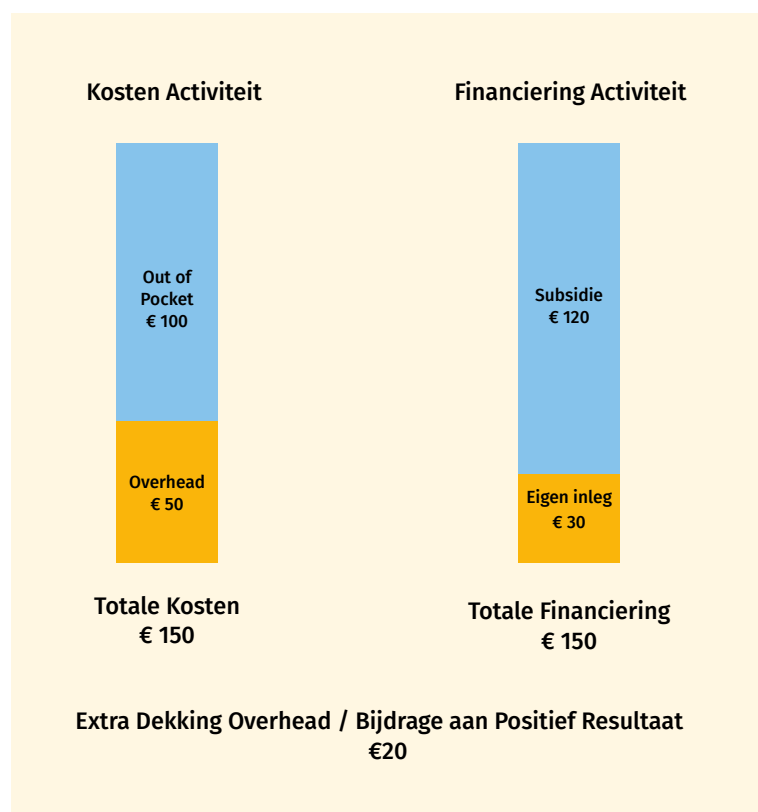 Kosten Activiteit
Financiering Activiteit
Out of
Pocket
€ 100
Subsidie
€ 120
Overhead
€ 50
Eigen inleg
€ 30
Totale Kosten
€ 150
Totale Financiering
€ 150
Extra Dekking Overhead / Bijdrage aan Positief Resultaat
€20